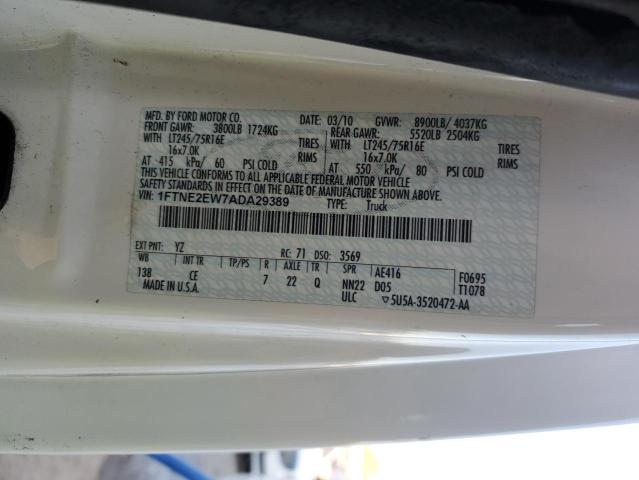 MFD. BY FORD MOTOR CO. 03/10 GVWR: 8900LB/ 4037KG
FRONT GAWR: 3800LB 1724KG REAR GAWR: 5520LB 2504KG
WITH LT245/75R16E TIRES WITH LT245/75R16E TIRES
16x7.0K RIMS 16x7.0K RIMS
AT 415 kPa/ 60 PSI COLD AT 550 kPa/ 80 PSI COLD
THIS VEHICLE CONFORMS TO ALL APPLICABLE FEDERAL MOTOR VEHICLE
SAFETY AND THEFT PREVENTION STANDARDS IN EFFECT ON THE DATE OF MANUFACTURE SHOWN ABOVE.
VIN: 1FTNE2EW7ADA29389 TYPE: Truck
EXT PNT: YZ RC: 71 DSO: 3569
WB INT TR TP/PS R AXLE TR SPR AE416 F0695
138 CE 7 22 Q NN22 D05 T1078
MADE IN U.S.A. ULC 5U5A-3520472-AA